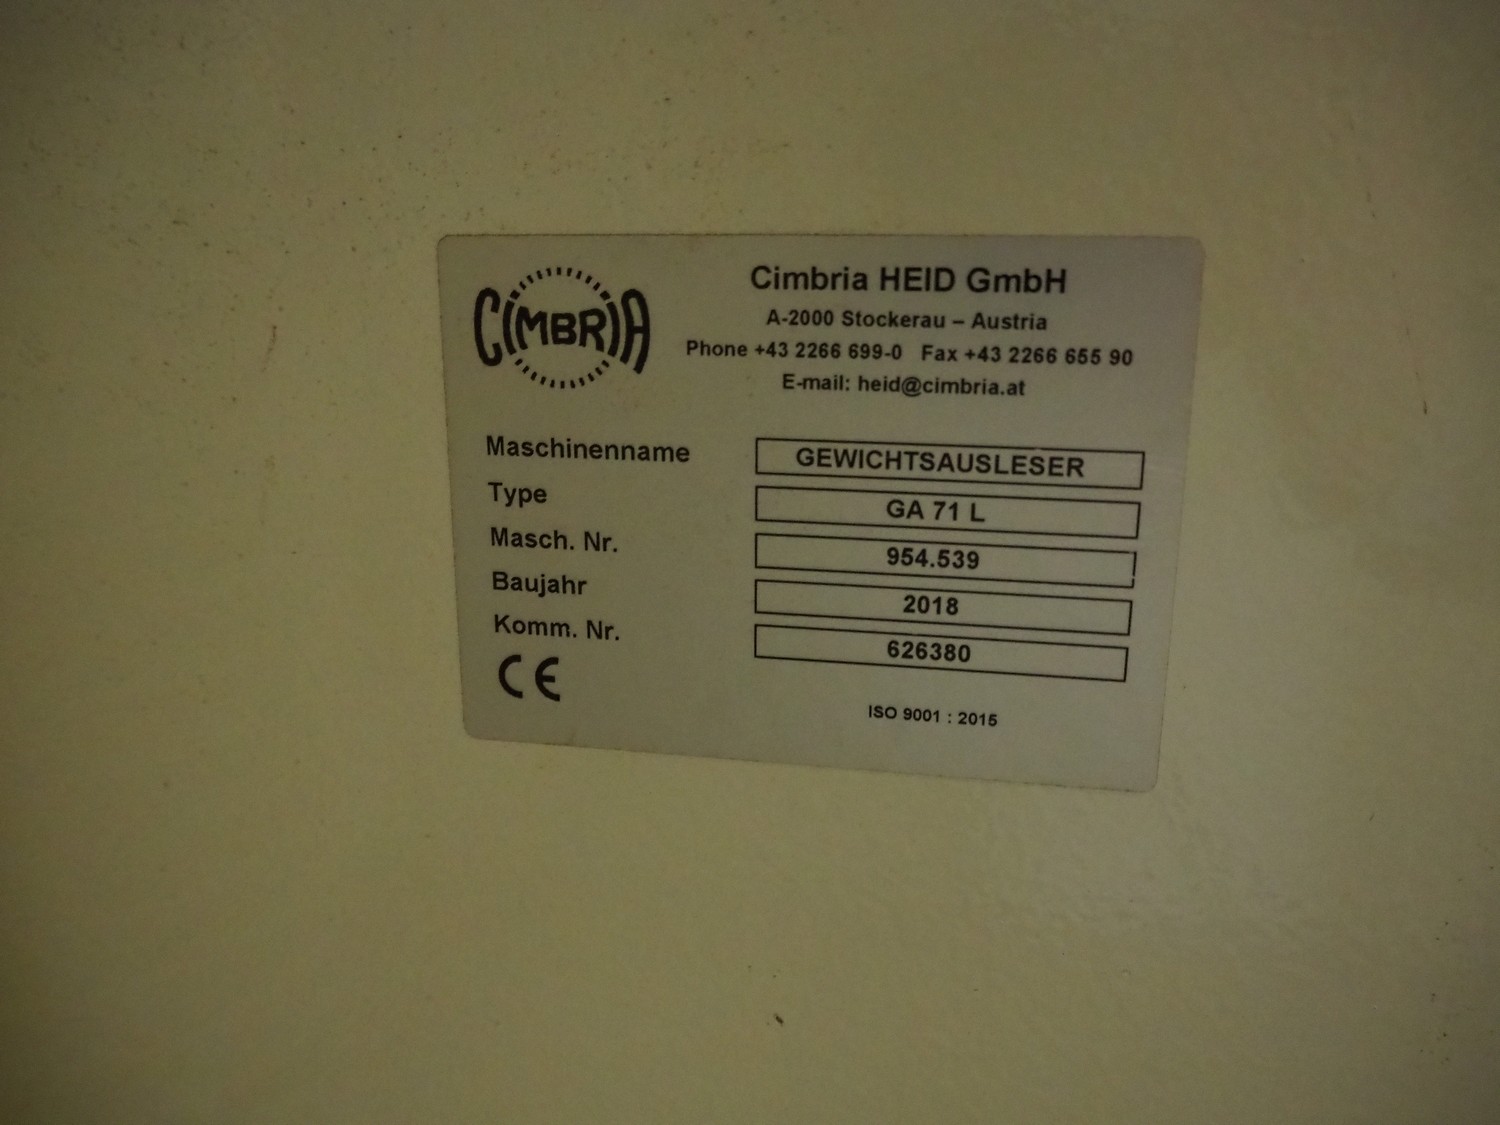 CIMBRIA
Cimbria HEID GmbH
A-2000 Stockerau – Austria
Phone +43 2266 699-0 Fax +43 2266 655 90
E-mail: heid@cimbria.at
Maschinenname GEWICHTSAUSLESER
Type GA 71 L
Masch. Nr. 954.539
Baujahr 2018
Komm. Nr. 626380
CE
ISO 9001 : 2015